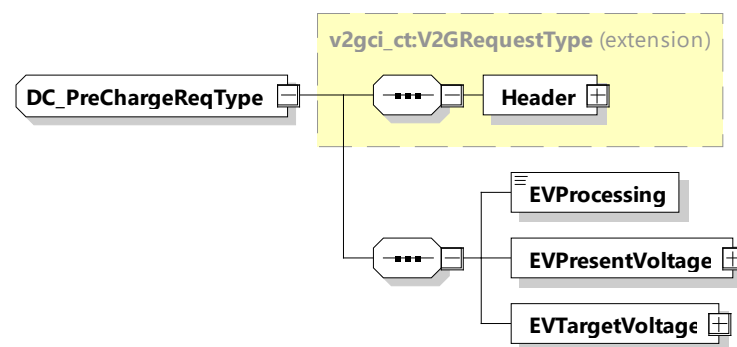 v2gci_ct:V2GRequestType (extension)
DC_PreChargeReqType
Header
EVProcessing
EVPresentVoltage
EVTargetVoltage